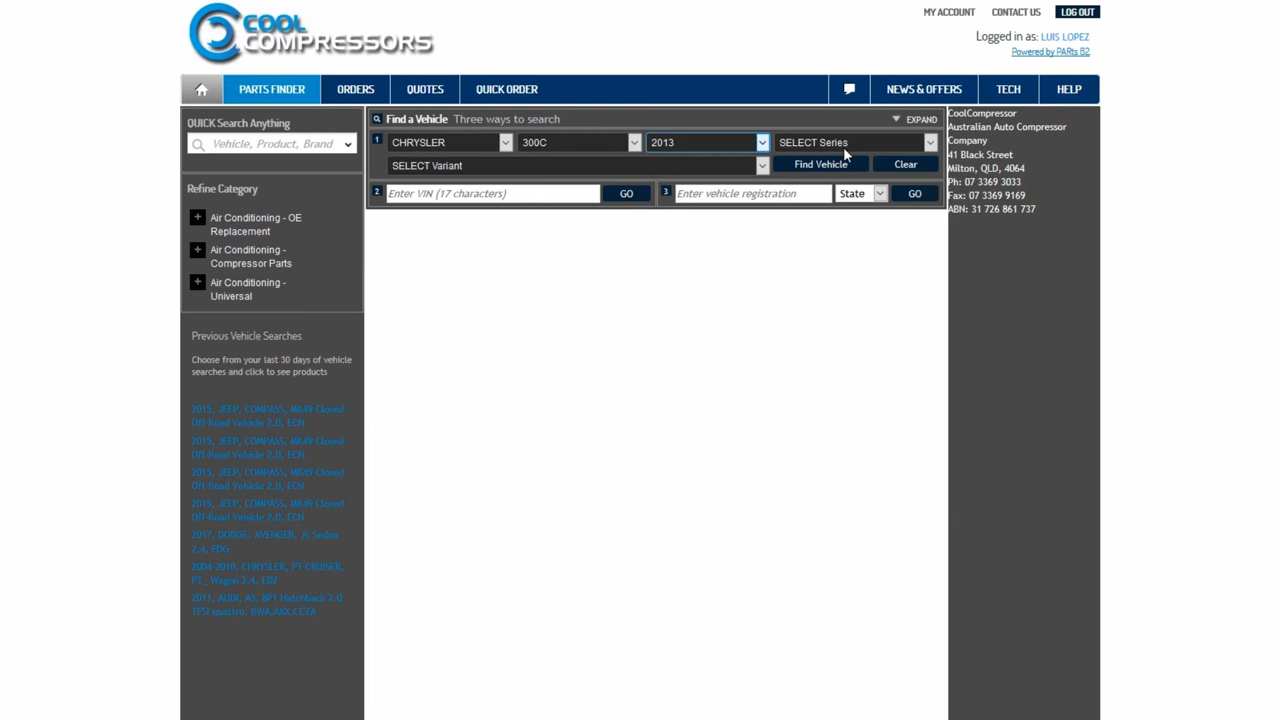 COOL
COMPRESSORS
MY ACCOUNT CONTACT US LOG OUT
Logged in as: LUIS LOPEZ
Powered by PARts B2
PARTS FINDER ORDERS QUOTES QUICK ORDER NEWS & OFFERS TECH HELP
QUICK Search Anything
Vehicle, Product, Brand
Refine Category
+ Air Conditioning - OE
Replacement
+ Air Conditioning -
Compressor Parts
+ Air Conditioning -
Universal
Previous Vehicle Searches
Choose from your last 30 days of vehicle
searches and click to see products
2015, JEEP, COMPASS, MK49 Closed
Off-Road Vehicle 2.0, ECN
2015, JEEP, COMPASS, MK49 Closed
Off-Road Vehicle 2.0, ECN
2015, JEEP, COMPASS, MK49 Closed
Off-Road Vehicle 2.0, ECN
2015, JEEP, COMPASS, MK49 Closed
Off-Road Vehicle 2.0, ECN
2017, DODGE, AVENGER, JS Sedan
2.4, EDG
2004-2010, CHRYSLER, PT CRUISER,
PT_ Wagon 2.4, EDZ
2011, AUDI, A3, 8P1 Hatchback 2.0
TFSI quattro, BWA,AXX,CCZA
Find a Vehicle Three ways to search EXPAND
1 CHRYSLER 300C 2013 SELECT Series
SELECT Variant Find Vehicle Clear
2 Enter VIN (17 characters) GO 3 Enter vehicle registration State GO
CoolCompressor
Australian Auto Compressor
Company
41 Black Street
Milton, QLD, 4064
Ph: 07 3369 3033
Fax: 07 3369 9169
ABN: 31 726 861 737